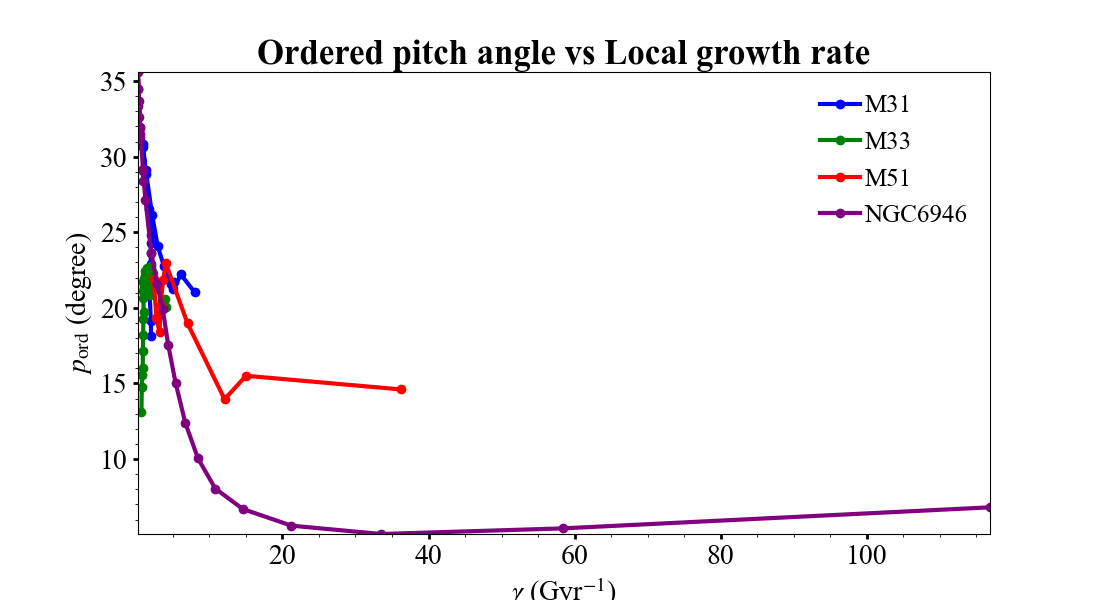 Ordered pitch angle vs Local growth rate
35
30
25
20
15
10
p_ord (degree)
M31
M33
M51
NGC6946
20
40
60
80
100
γ (Gyr⁻¹)